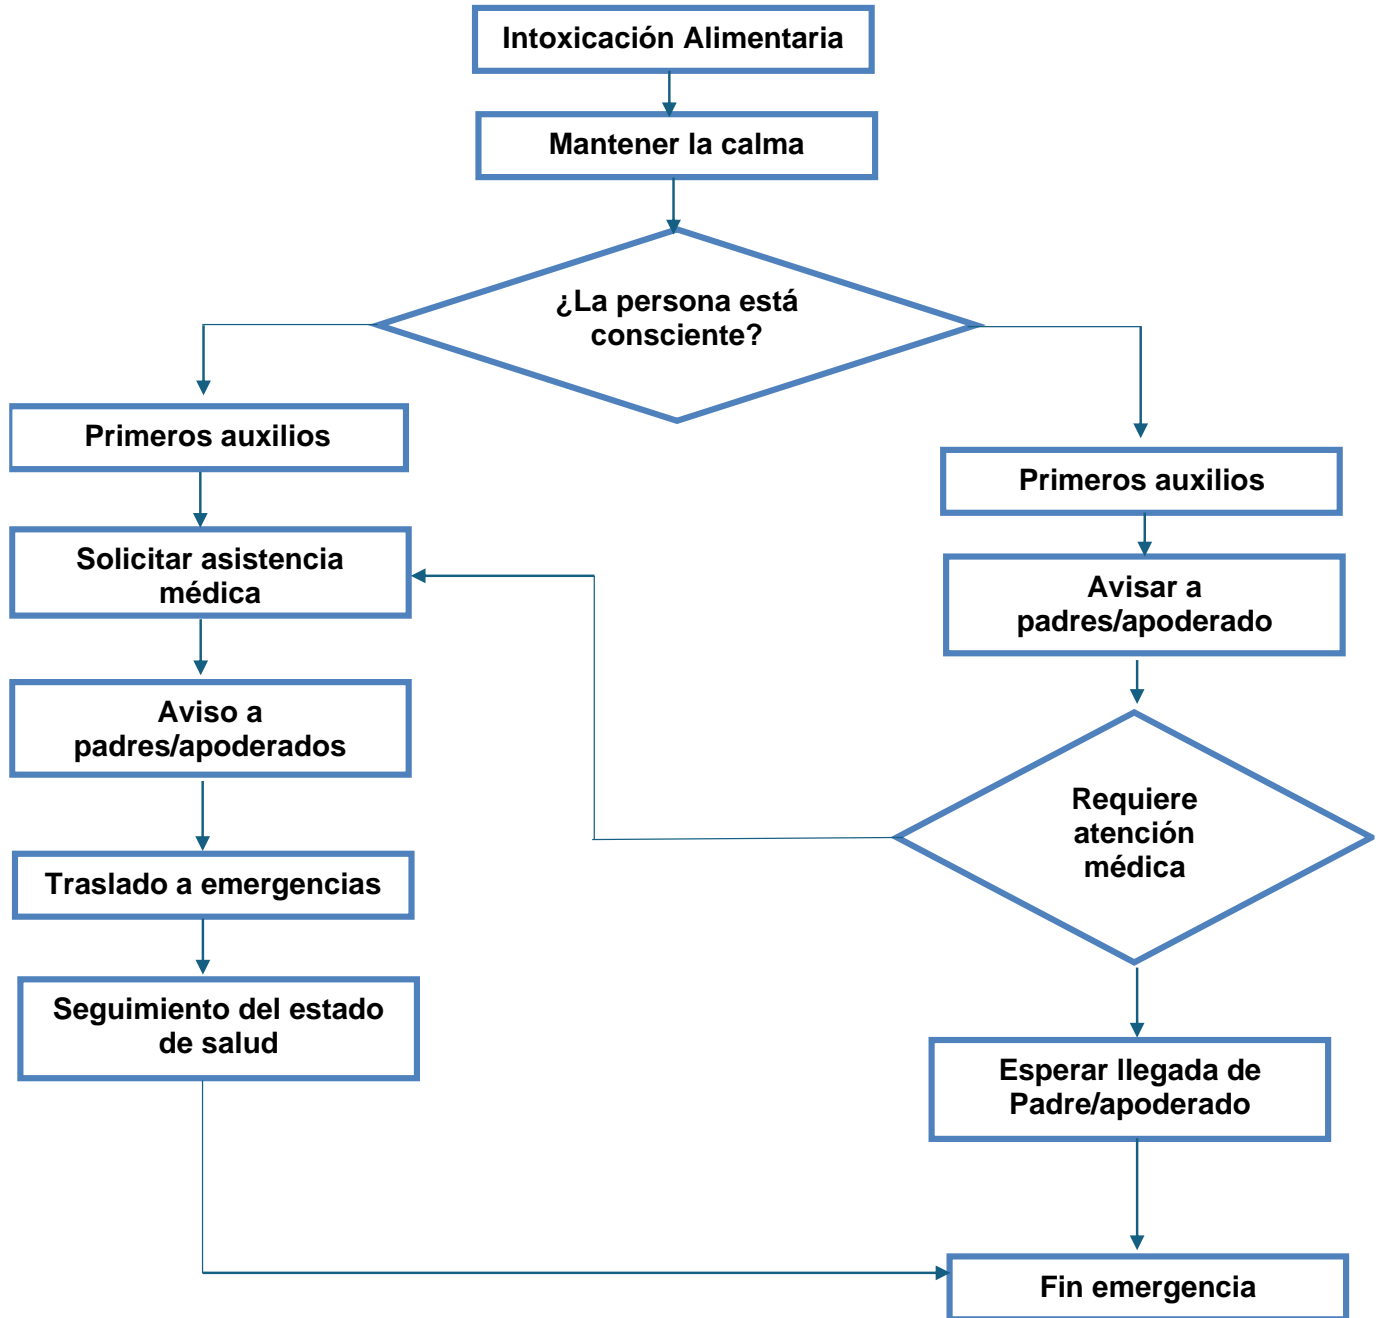 Intoxicación Alimentaria
Mantener la calma
¿La persona está
consciente?
Primeros auxilios
Solicitar asistencia
médica
Aviso a
padres/apoderados
Traslado a emergencias
Seguimiento del estado
de salud
Primeros auxilios
Avisar a
padres/apoderado
Requiere
atención
médica
Esperar llegada de
Padre/apoderado
Fin emergencia